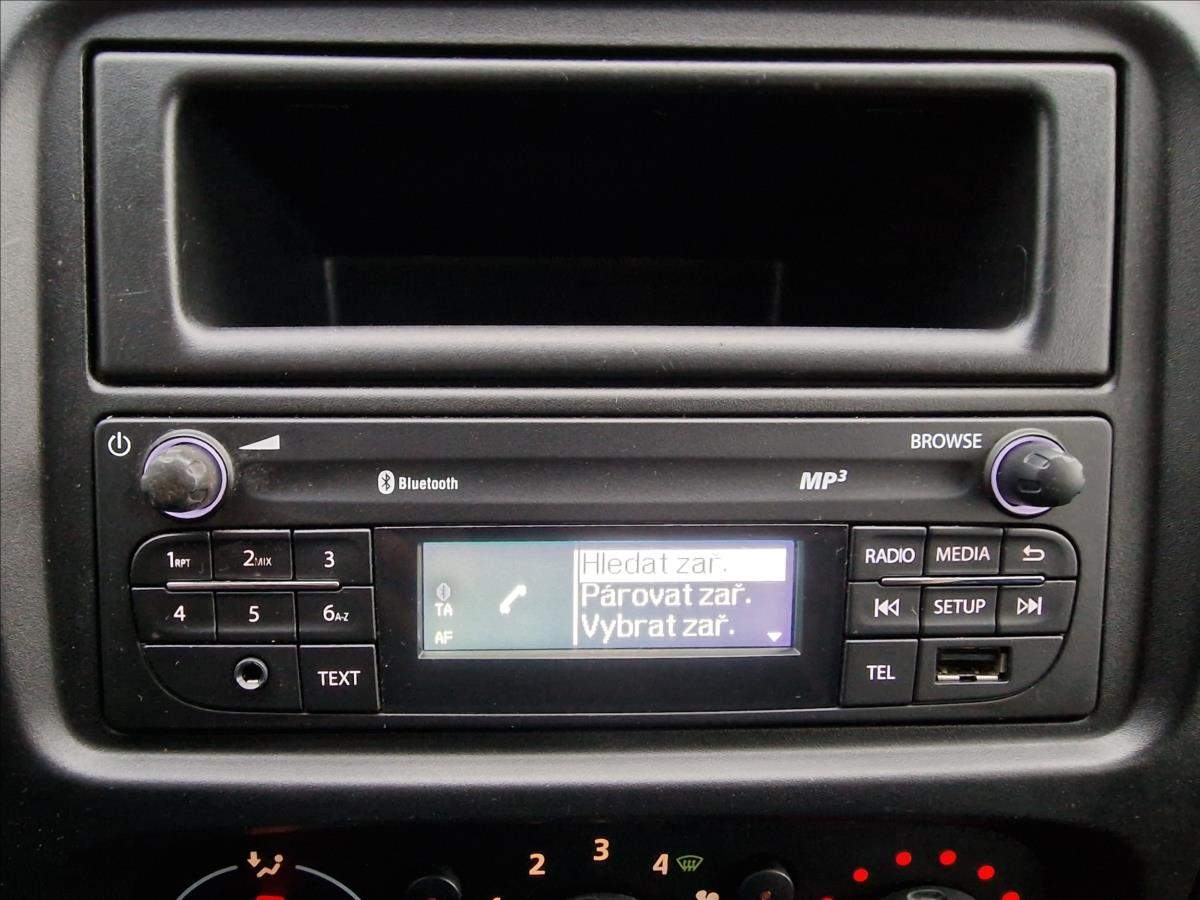 BROWSE
Bluetooth
MP3
1RPT 2MIX 3
4 5 6A-Z
TEXT
Hledat zař.
Párovat zař.
Vybrat zař.
TA
AF
RADIO MEDIA
SETUP
TEL
2 3 4